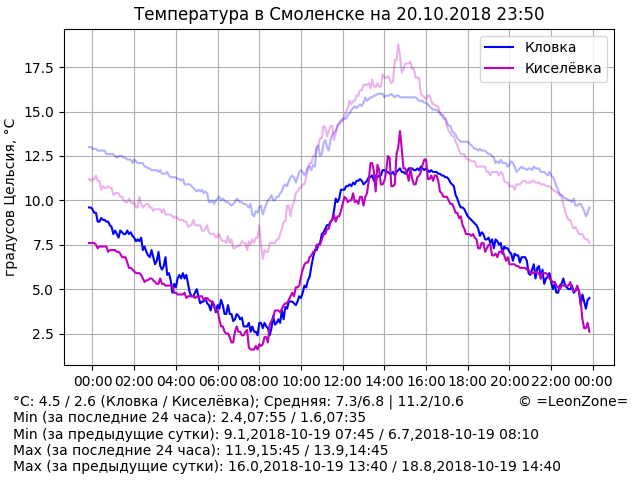 Температура в Смоленске на 20.10.2018 23:50
градусов Цельсия, °C
17.5
15.0
12.5
10.0
7.5
5.0
2.5
Кловка
Киселёвка
00:00 02:00 04:00 06:00 08:00 10:00 12:00 14:00 16:00 18:00 20:00 22:00 00:00
°C: 4.5 / 2.6 (Кловка / Киселёвка); Средняя: 7.3/6.8 | 11.2/10.6 © =LeonZone=
Min (за последние 24 часа): 2.4,07:55 / 1.6,07:35
Min (за предыдущие сутки): 9.1,2018-10-19 07:45 / 6.7,2018-10-19 08:10
Max (за последние 24 часа): 11.9,15:45 / 13.9,14:45
Max (за предыдущие сутки): 16.0,2018-10-19 13:40 / 18.8,2018-10-19 14:40